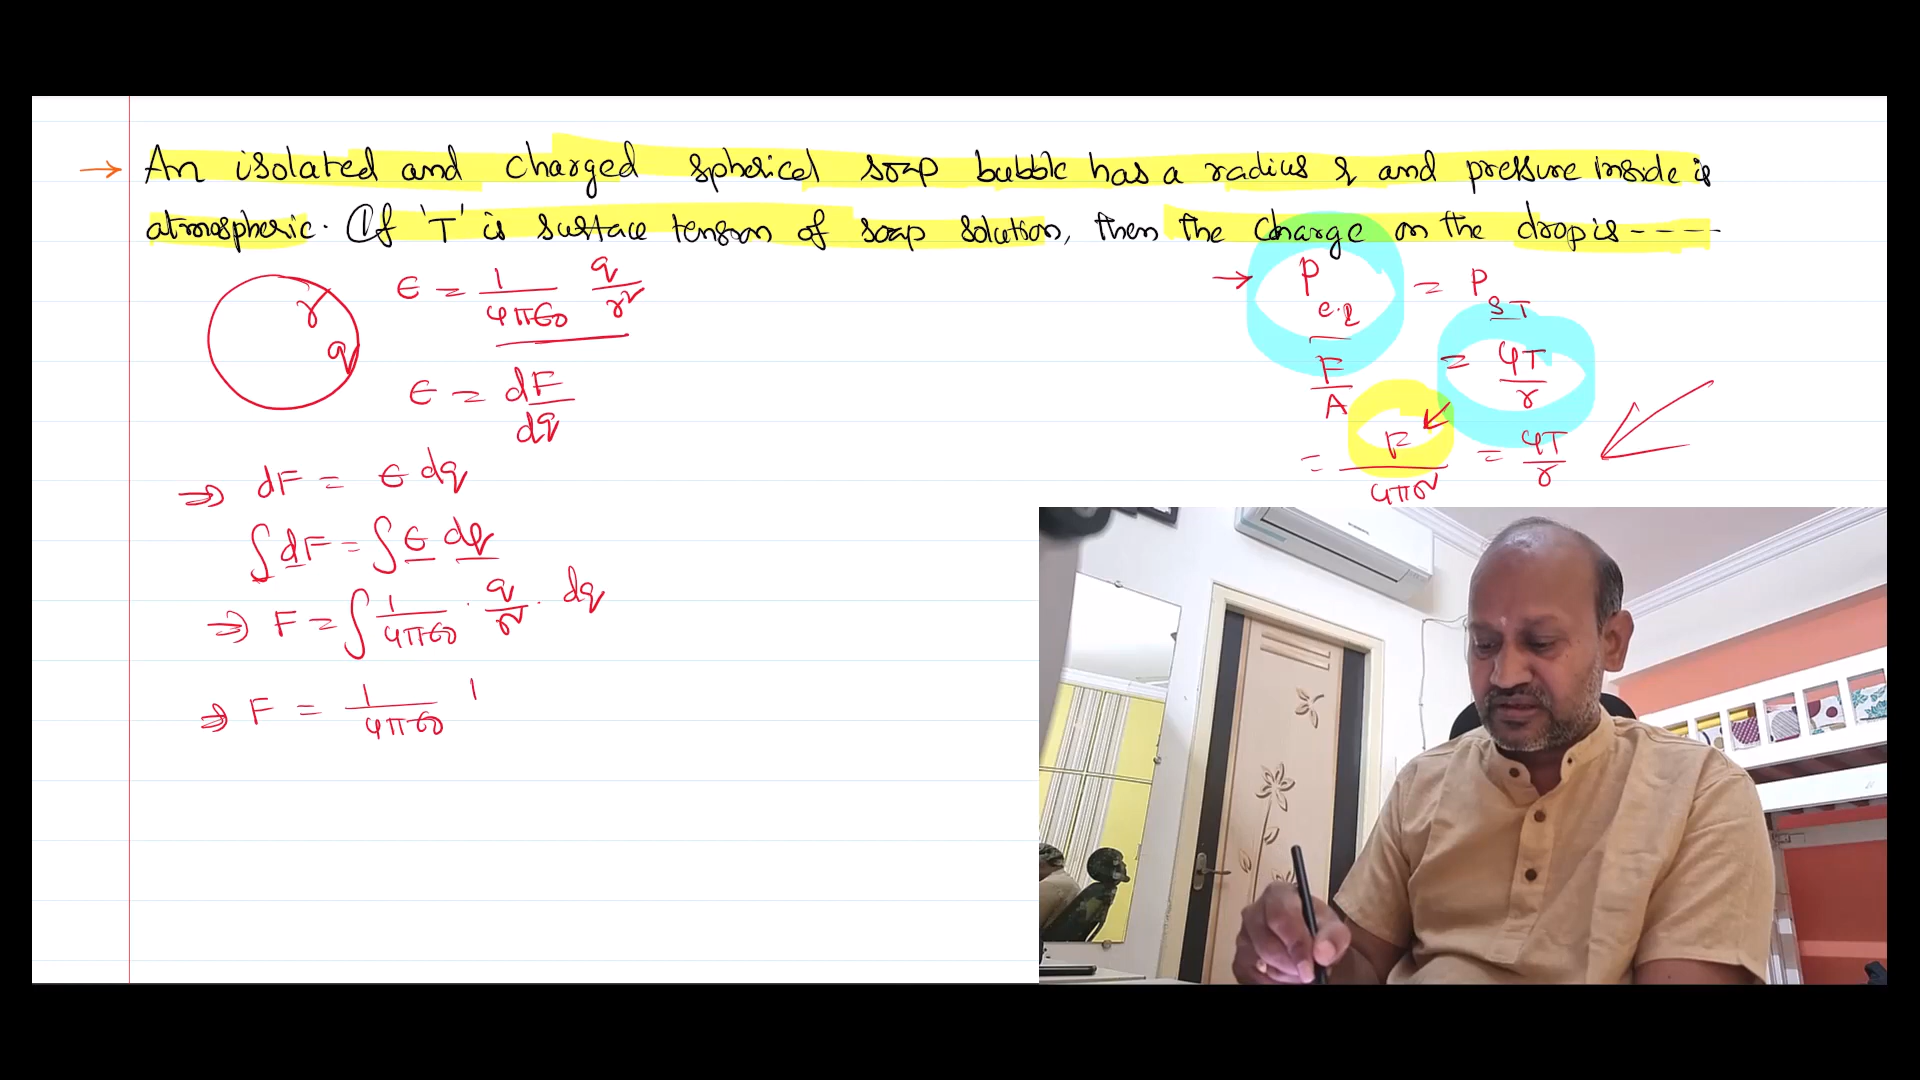 → An isolated and charged spherical soap bubble has a radius r and pressure inside is
atmospheric. If 'T' is surface tension of soap solution, then the charge on the drop is ----
r
q
E = 1/4πε0 q/r²
E = dF/dq
⇒ dF = E dq
∫dF = ∫E dq
⇒ F = ∫ 1/4πε0 · q/r² · dq
⇒ F = 1/4πε0 1
→ P = P S.T
F/A = 4T/r
= F/4πr² = 4T/r